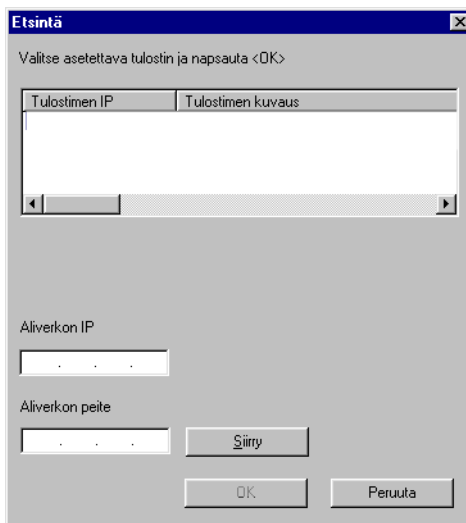 Etsintä
Valitse asetettava tulostin ja napsauta <OK>
Tulostimen IP Tulostimen kuvaus
Aliverkon IP
. . .
Aliverkon peite
. . . Siirry
OK Peruuta